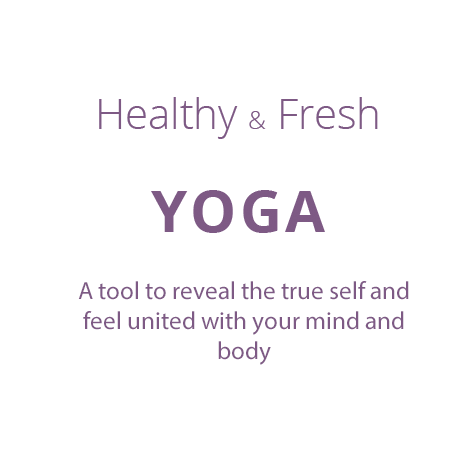 Healthy & Fresh
YOGA
A tool to reveal the true self and
feel united with your mind and
body